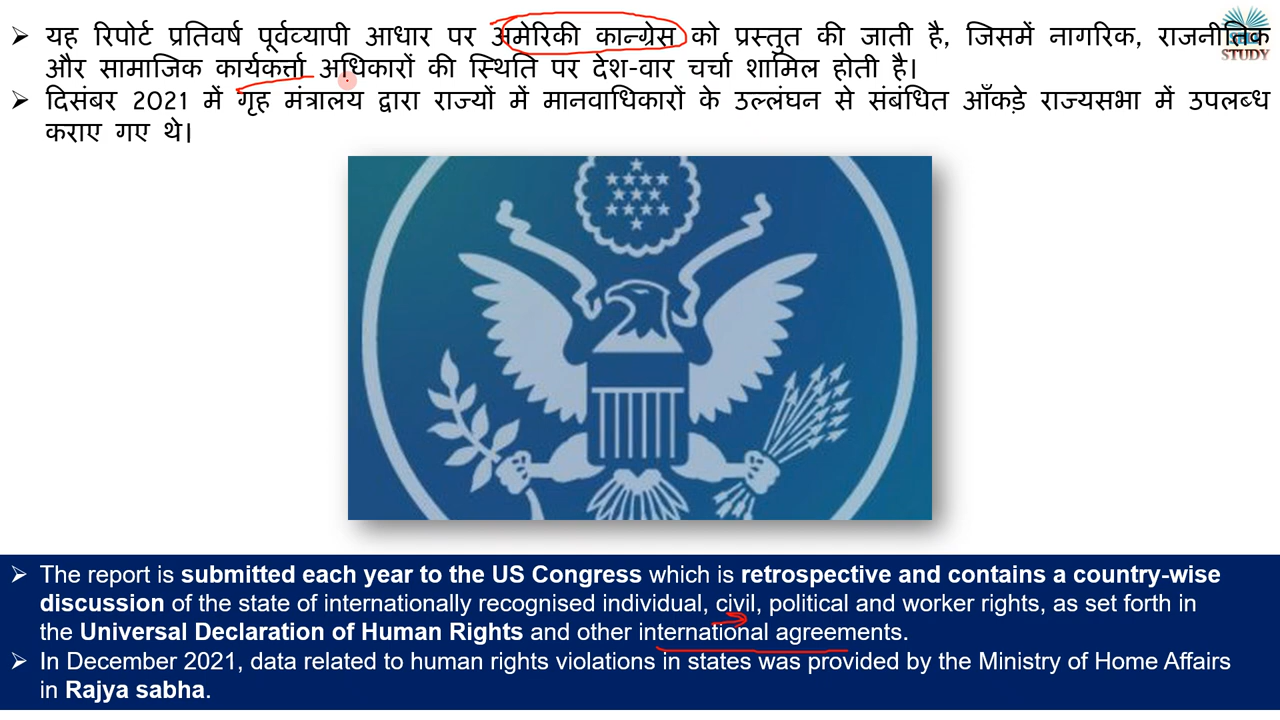 ➢ यह रिपोर्ट प्रतिवर्ष पूर्वव्यापी आधार पर अमेरिकी कान्ग्रेस को प्रस्तुत की जाती है, जिसमें नागरिक, राजनीतिक
और सामाजिक कार्यकर्त्ता अधिकारों की स्थिति पर देश-वार चर्चा शामिल होती है।
➢ दिसंबर 2021 में गृह मंत्रालय द्वारा राज्यों में मानवाधिकारों के उल्लंघन से संबंधित आँकड़े राज्यसभा में उपलब्ध
कराए गए थे।
STUDY
➢ The report is submitted each year to the US Congress which is retrospective and contains a country-wise
discussion of the state of internationally recognised individual, civil, political and worker rights, as set forth in
the Universal Declaration of Human Rights and other international agreements.
➢ In December 2021, data related to human rights violations in states was provided by the Ministry of Home Affairs
in Rajya sabha.